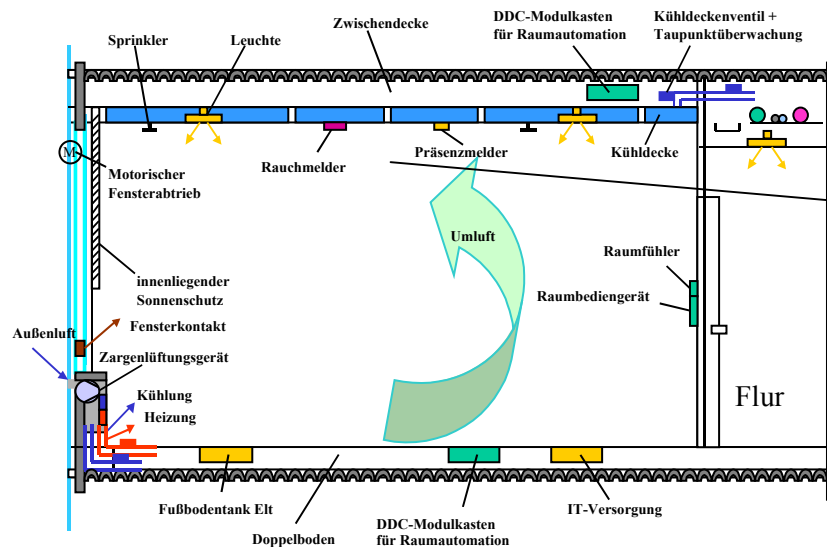 DDC-Modulkasten
für Raumautomation
Kühldeckenventil +
Taupunktüberwachung
Zwischendecke
Sprinkler
Leuchte
M
Motorischer
Fensterabtrieb
Rauchmelder
Präsenzmelder
Kühldecke
Umluft
innenliegender
Sonnenschutz
Raumfühler
Raumbediengerät
Außenluft
Fensterkontakt
Zargenlüftungsgerät
Kühlung
Heizung
Flur
Fußbodentank Elt
Doppelboden
DDC-Modulkasten
für Raumautomation
IT-Versorgung